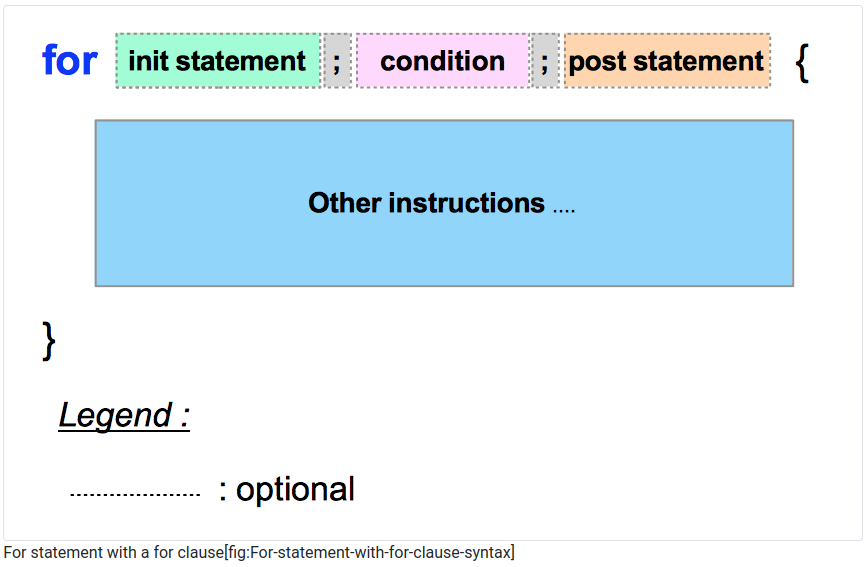 for init statement ; condition ; post statement {
Other instructions ....
}
Legend :
.................... : optional
For statement with a for clause[fig:For-statement-with-for-clause-syntax]